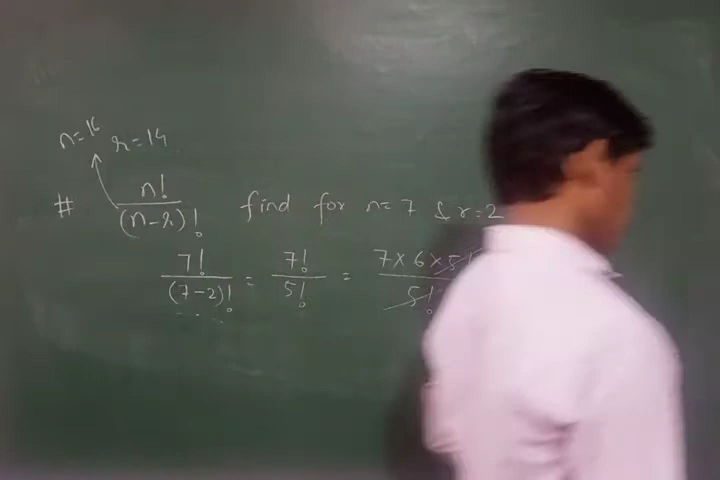 n=16 r=14
# n!/(n-r)! find for n=7 & r=2
7!/(7-2)! = 7!/5! = 7×6×5!/5!